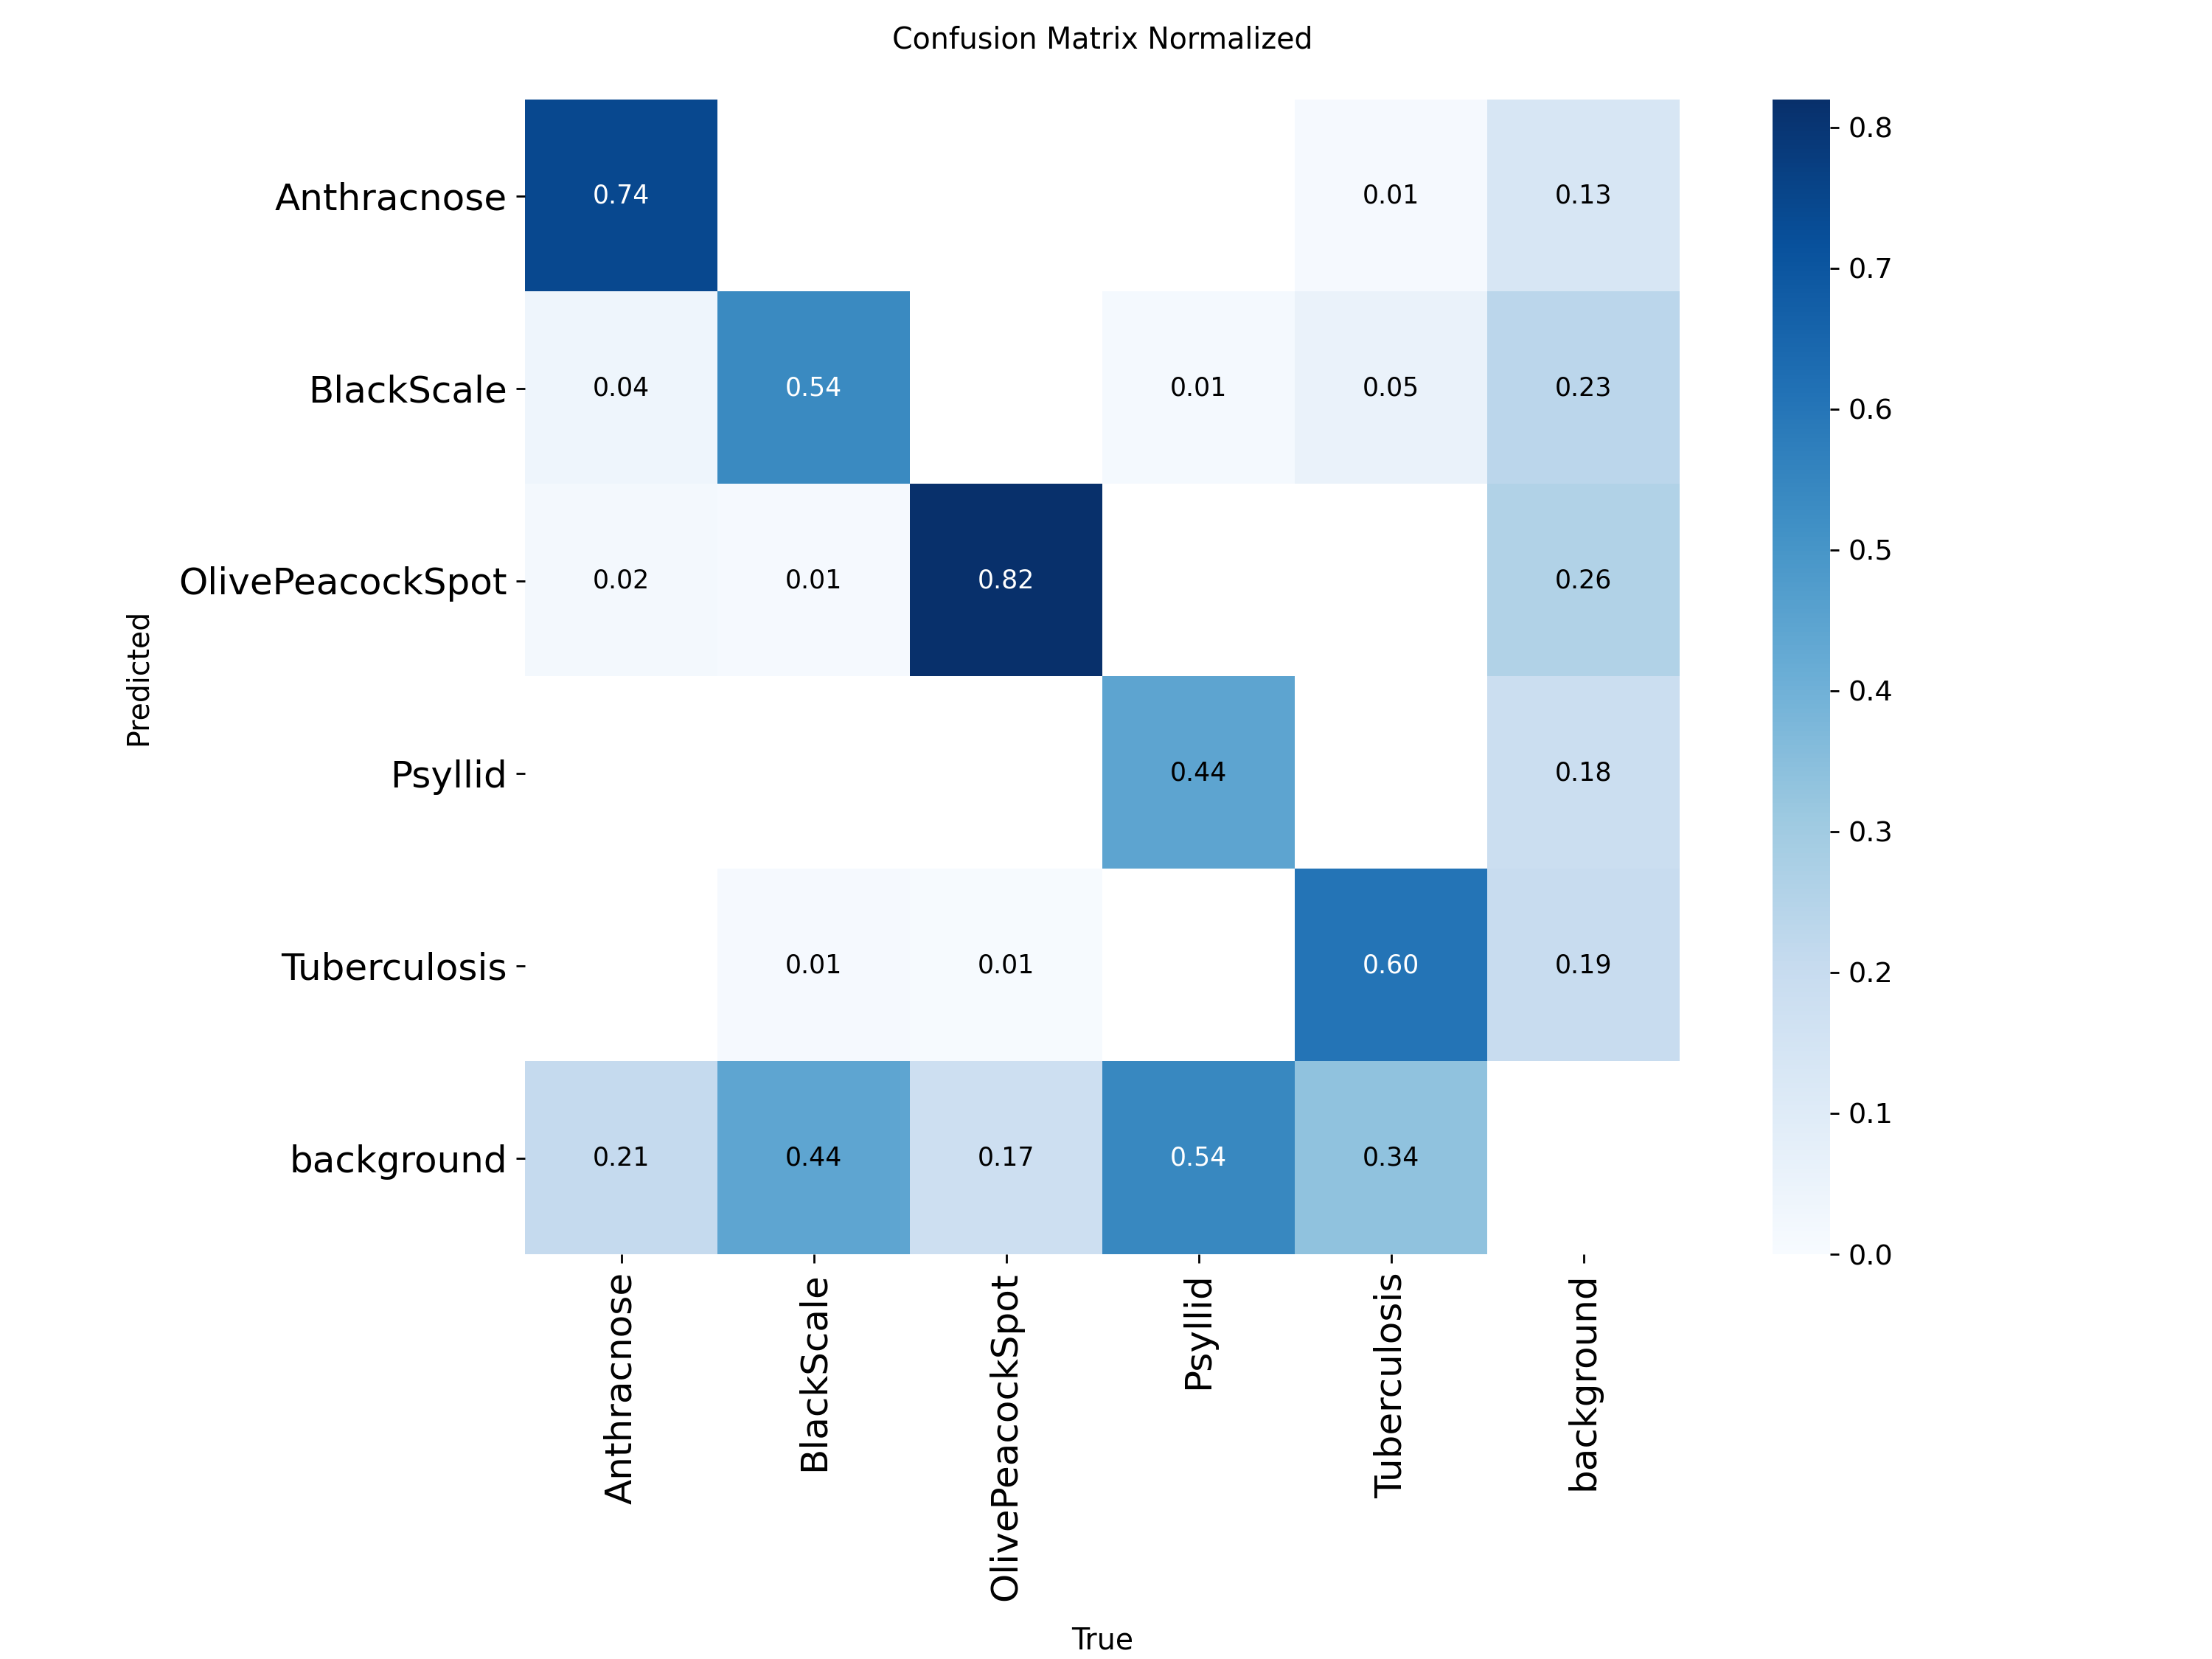 Confusion Matrix Normalized
Anthracnose 0.74 0.01 0.13
BlackScale 0.04 0.54 0.01 0.05 0.23
OlivePeacockSpot 0.02 0.01 0.82 0.26
Psyllid 0.44 0.18
Tuberculosis 0.01 0.01 0.60 0.19
background 0.21 0.44 0.17 0.54 0.34
Predicted
Anthracnose
BlackScale
OlivePeacockSpot
Psyllid
Tuberculosis
background
True
0.8
0.7
0.6
0.5
0.4
0.3
0.2
0.1
0.0